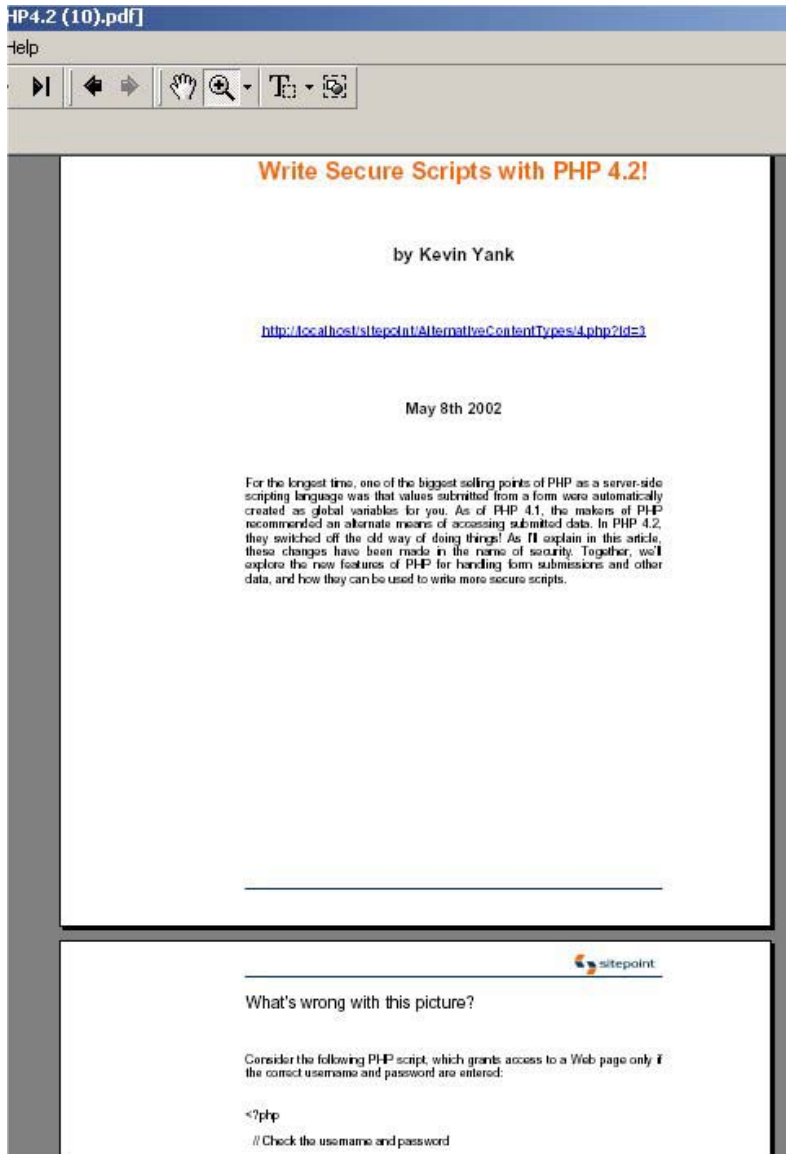 HP4.2 (10).pdf]
Help
Write Secure Scripts with PHP 4.2!
by Kevin Yank
http://localhost/sitepoint/AlternativeContentTypes/4.php?id=3
May 8th 2002
For the longest time, one of the biggest selling points of PHP as a server-side
scripting language was that values submitted from a form were automatically
created as global variables for you. As of PHP 4.1, the makers of PHP
recommended an alternate means of accessing submitted data. In PHP 4.2,
they switched off the old way of doing things! As I'll explain in this article,
these changes have been made in the name of security. Together, we'll
explore the new features of PHP for handling form submissions and other
data, and how they can be used to write more secure scripts.
sitepoint
What's wrong with this picture?
Consider the following PHP script, which grants access to a Web page only if
the correct username and password are entered:
<?php
// Check the username and password